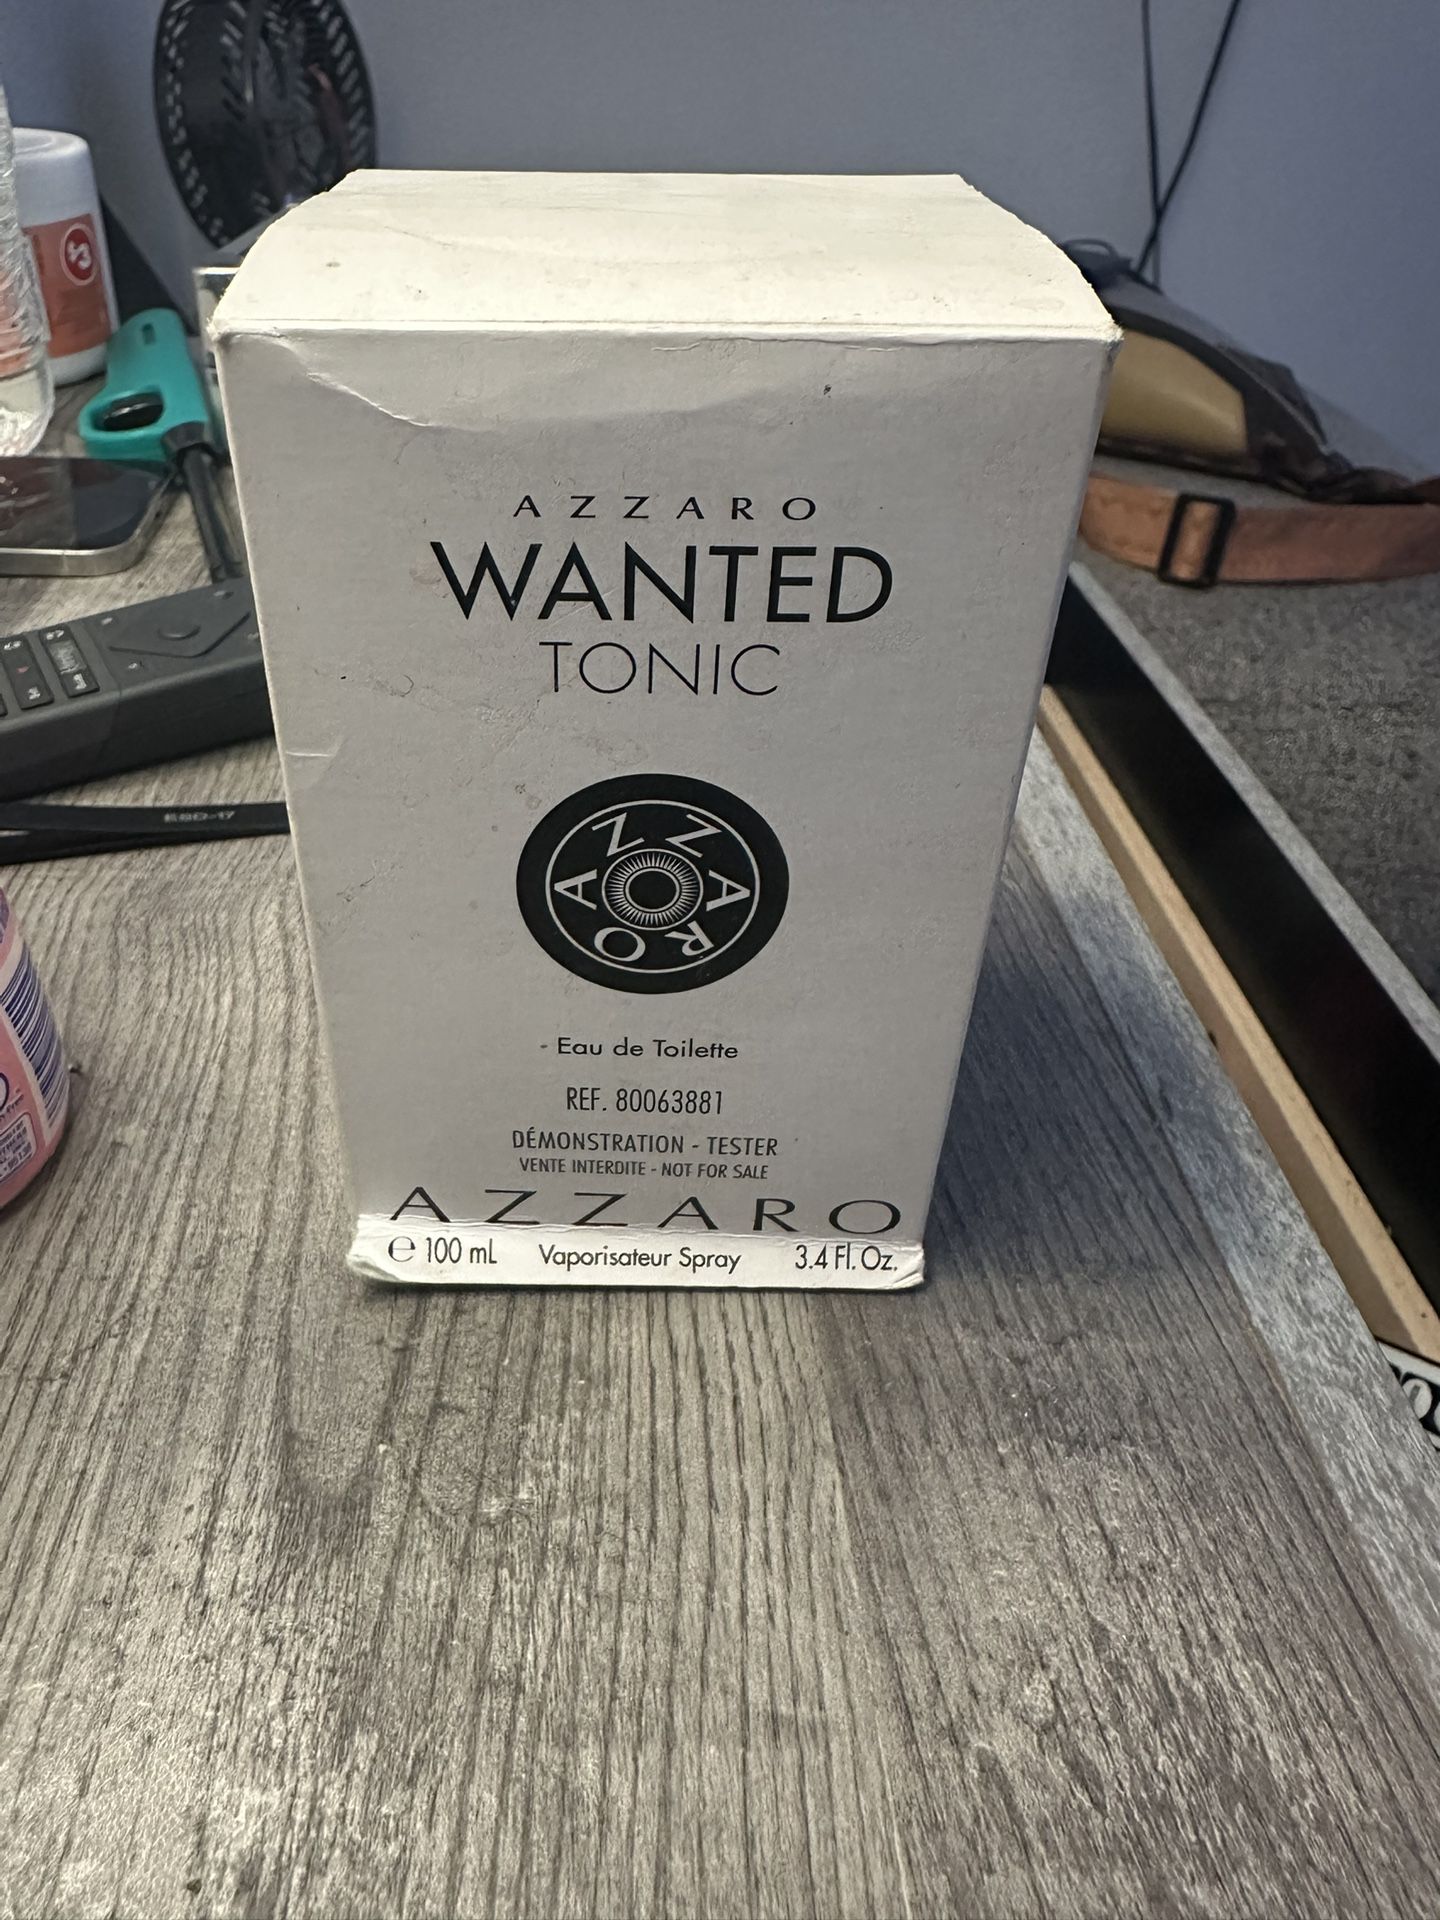 AZZARO
WANTED
TONIC
AZZARO
Eau de Toilette
REF. 80063881
DÉMONSTRATION - TESTER
VENTE INTERDITE - NOT FOR SALE
AZZARO
℮ 100 mL Vaporisateur Spray 3.4 Fl. Oz.